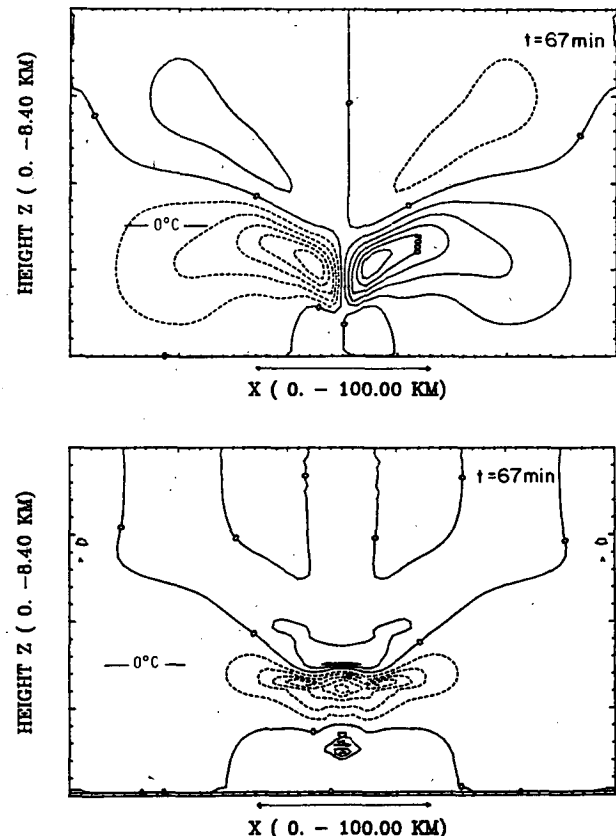 t=67min
HEIGHT Z ( 0. -8.40 KM)
0°C
X ( 0. - 100.00 KM)
t=67min
HEIGHT Z ( 0. -8.40 KM)
0°C
X ( 0. - 100.00 KM)